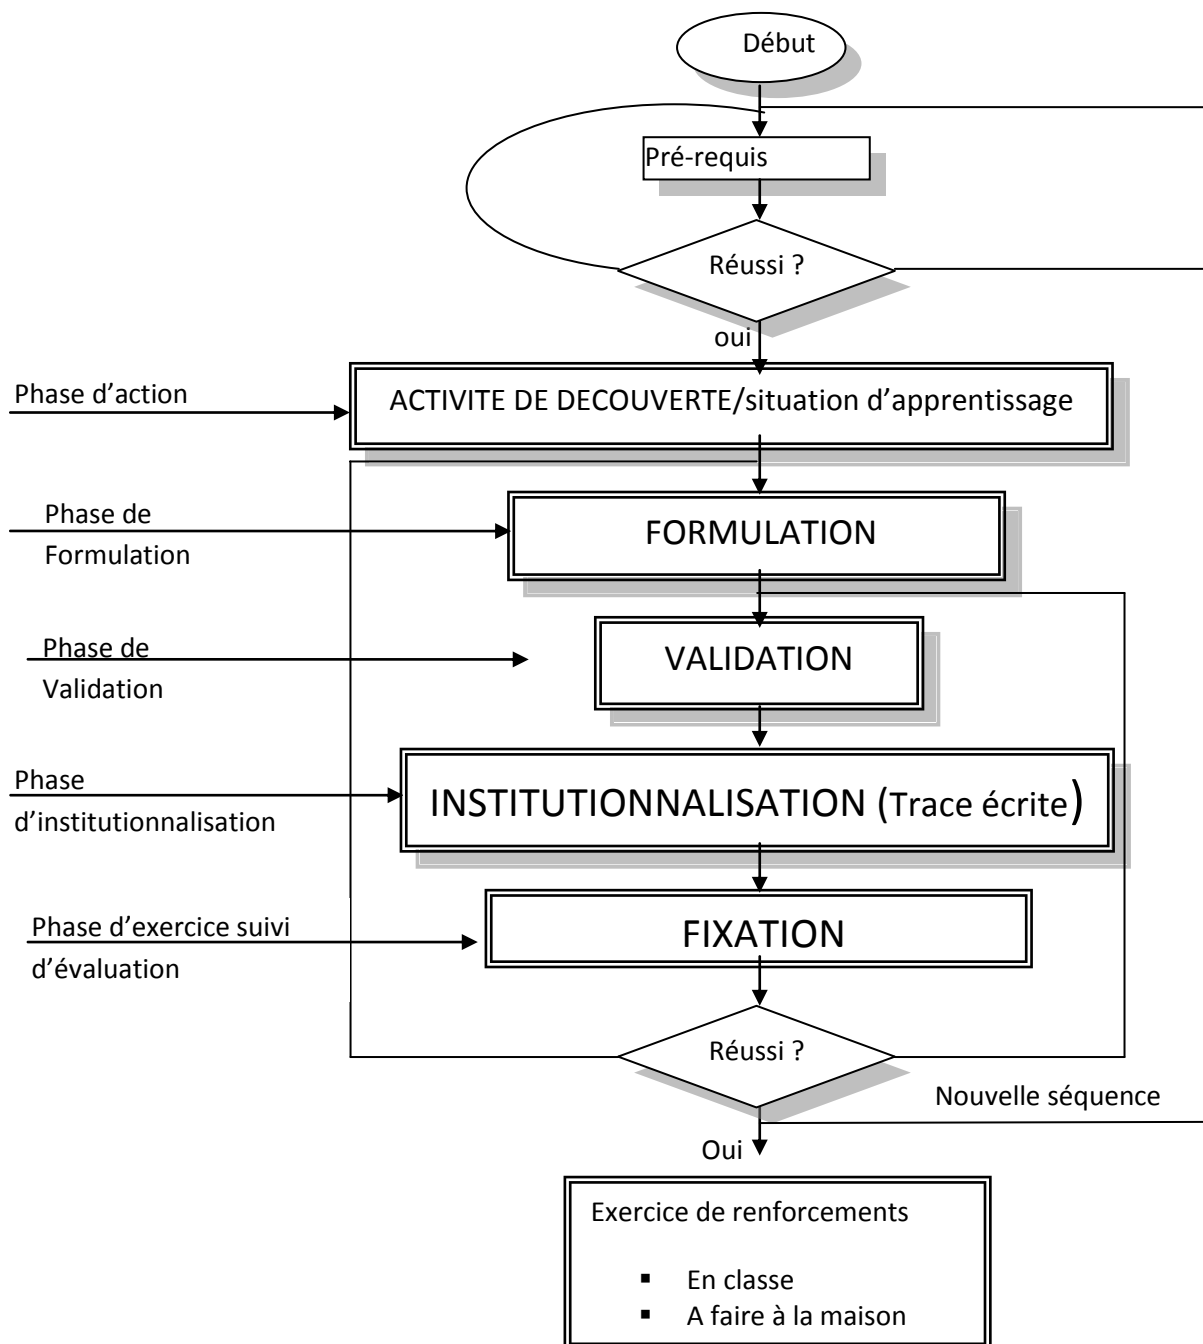 Début
Pré-requis
Réussi ?
oui
Phase d’action
ACTIVITE DE DECOUVERTE/situation d’apprentissage
Phase de
Formulation
FORMULATION
Phase de
Validation
VALIDATION
Phase
d’institutionnalisation
INSTITUTIONNALISATION (Trace écrite)
Phase d’exercice suivi
d’évaluation
FIXATION
Réussi ?
Nouvelle séquence
Oui
Exercice de renforcements
▪ En classe
▪ A faire à la maison